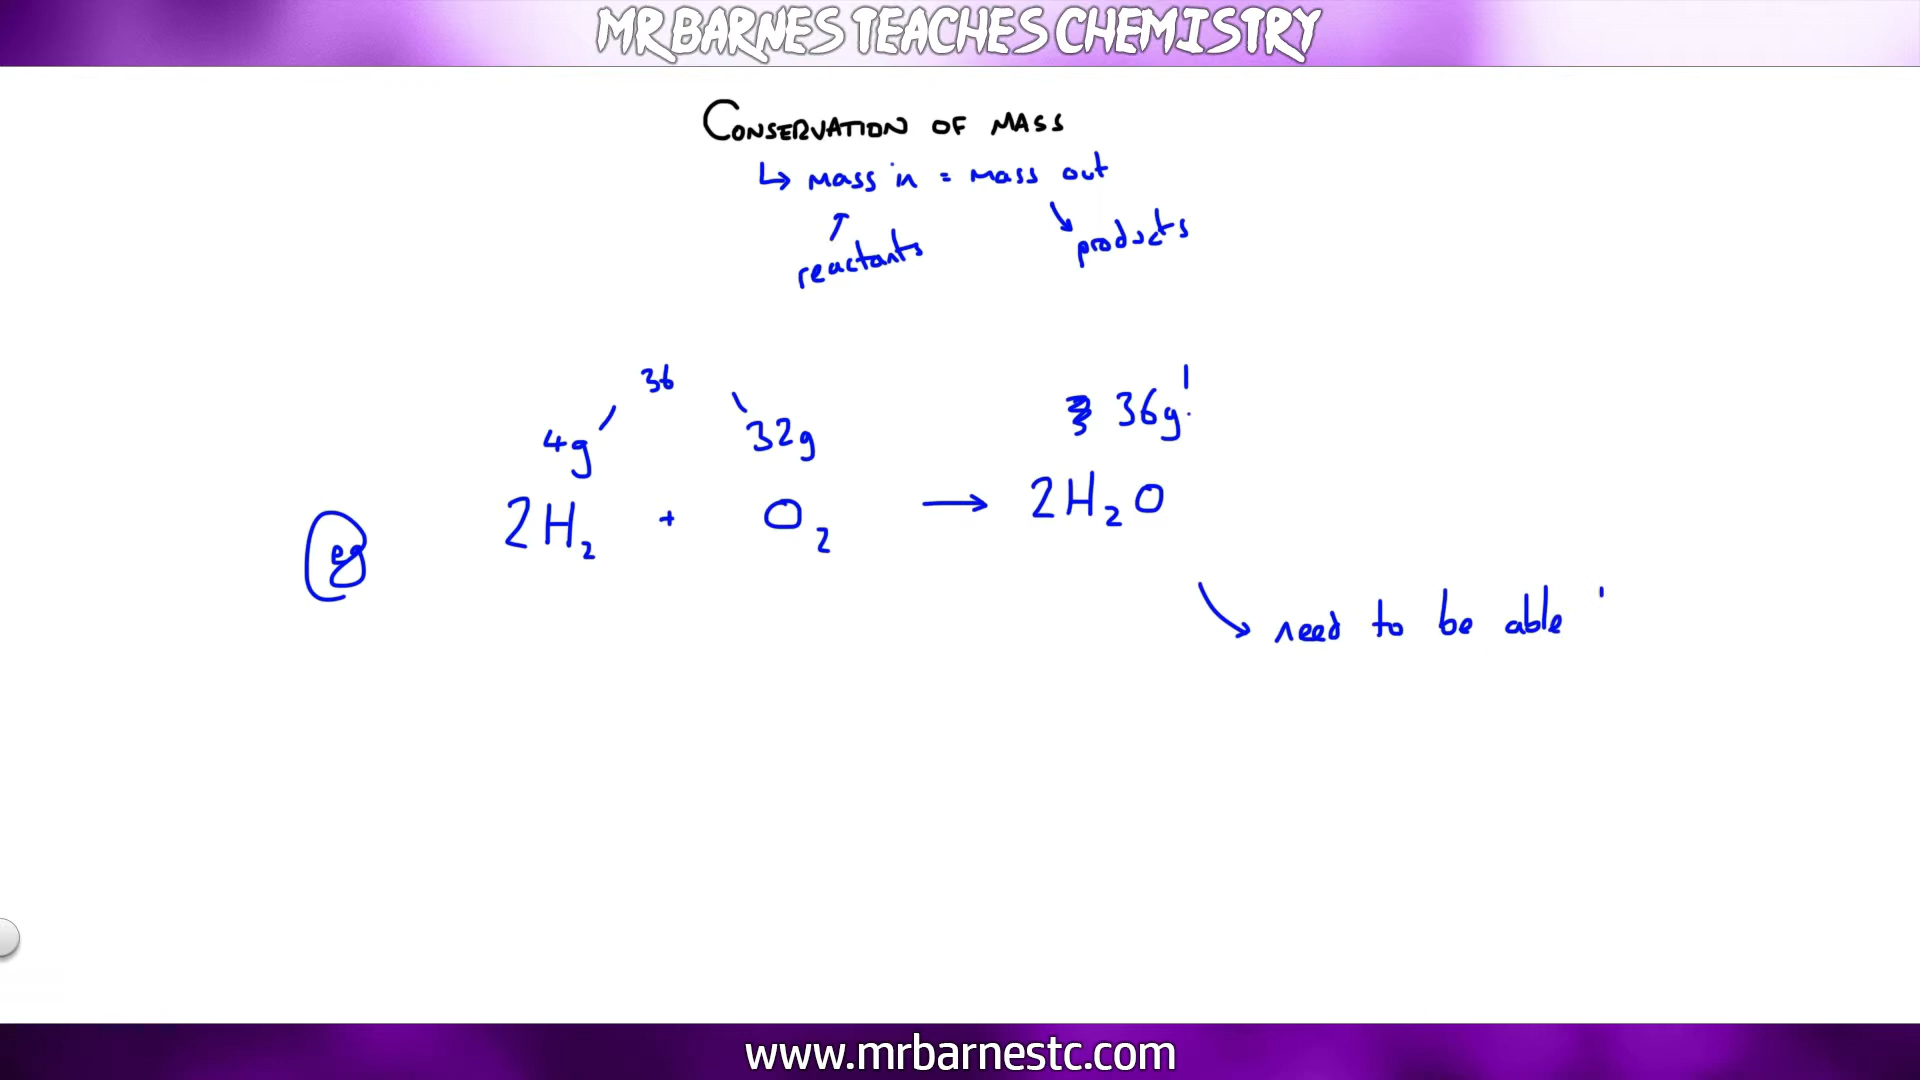 MR BARNES TEACHES CHEMISTRY
CONSERVATION OF MASS
↳ mass in = mass out
reactants
products
36
4g
32g
36g!
2H₂ + O₂ → 2H₂O
eg
need to be able
www.mrbarnestc.com